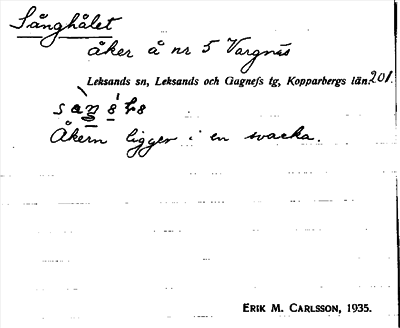 Sånghålet
åker å nr 5 Vargnäs
Leksands sn, Leksands och Gagnefs tg, Kopparbergs län. 201.
Åkern ligger i en svacka.
ERIK M. CARLSSON, 1935.